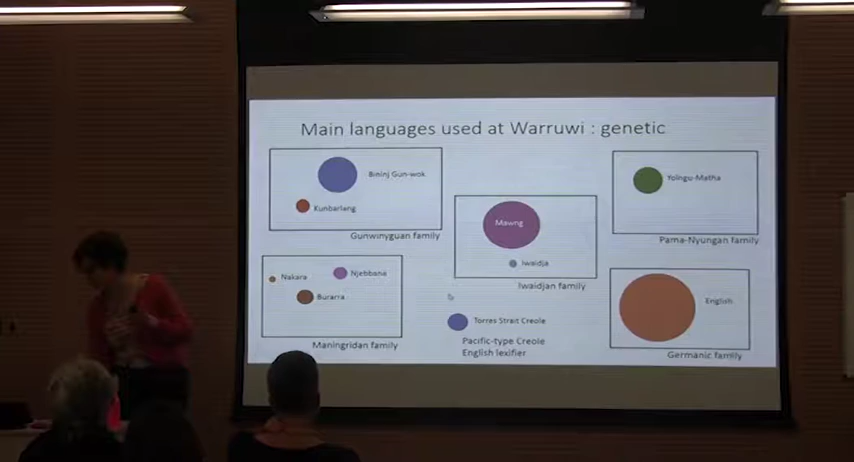 Main languages used at Warruwi : genetic
Bininj Gun-wok
Kunbarlang
Gunwinyguan family
Mawng
Iwaidja
Iwaidjan family
Yolngu-Matha
Pama-Nyungan family
Nakara
Njebbana
Burarra
Maningridan family
Torres Strait Creole
Pacific-type Creole
English lexifier
English
Germanic family